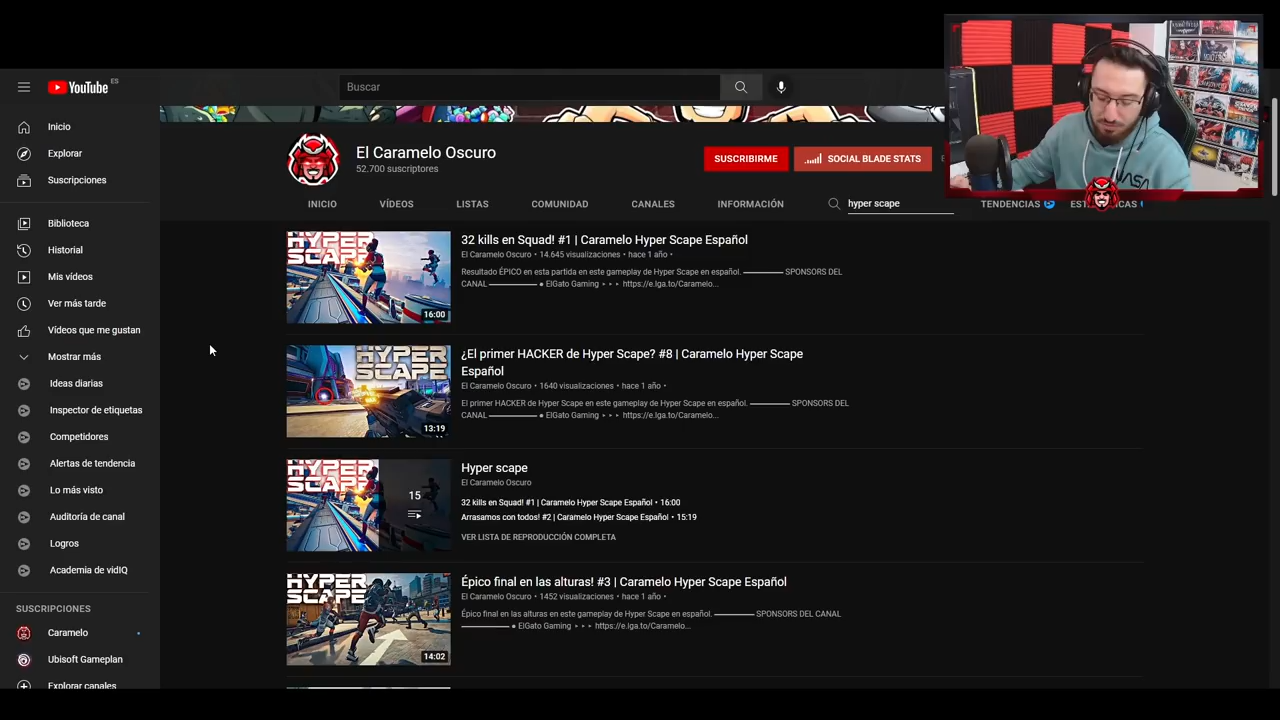 YouTube ES
Buscar
Inicio
Explorar
Suscripciones
Biblioteca
Historial
Mis vídeos
Ver más tarde
Vídeos que me gustan
Mostrar más
Ideas diarias
Inspector de etiquetas
Competidores
Alertas de tendencia
Lo más visto
Auditoría de canal
Logros
Academia de vidIQ
SUSCRIPCIONES
Caramelo
Ubisoft Gameplan
Explorar canales
El Caramelo Oscuro
52.700 suscriptores
SUSCRIBIRME
SOCIAL BLADE STATS
INICIO VÍDEOS LISTAS COMUNIDAD CANALES INFORMACIÓN hyper scape TENDENCIAS
HYPER
SCAPE
16:00
32 kills en Squad! #1 | Caramelo Hyper Scape Español
El Caramelo Oscuro • 14.645 visualizaciones • hace 1 año •
Resultado ÉPICO en esta partida en este gameplay de Hyper Scape en español. ————— SPONSORS DEL
CANAL ————— ● ElGato Gaming ‣ ‣ ‣ https://e.lga.to/Caramelo...
HYPER
SCAPE
13:19
¿El primer HACKER de Hyper Scape? #8 | Caramelo Hyper Scape
Español
El Caramelo Oscuro • 1640 visualizaciones • hace 1 año •
El primer HACKER de Hyper Scape en este gameplay de Hyper Scape en español. ————— SPONSORS DEL
CANAL ————— ● ElGato Gaming ‣ ‣ ‣ https://e.lga.to/Caramelo...
HYPER
SCAPE
15
Hyper scape
El Caramelo Oscuro
32 kills en Squad! #1 | Caramelo Hyper Scape Español • 16:00
Arrasamos con todos! #2 | Caramelo Hyper Scape Español • 15:19
VER LISTA DE REPRODUCCIÓN COMPLETA
HYPER
SCAPE
14:02
Épico final en las alturas! #3 | Caramelo Hyper Scape Español
El Caramelo Oscuro • 1452 visualizaciones • hace 1 año •
Épico final en las alturas en este gameplay de Hyper Scape en español. ————— SPONSORS DEL CANAL
————— ● ElGato Gaming ‣ ‣ ‣ https://e.lga.to/Caramelo...